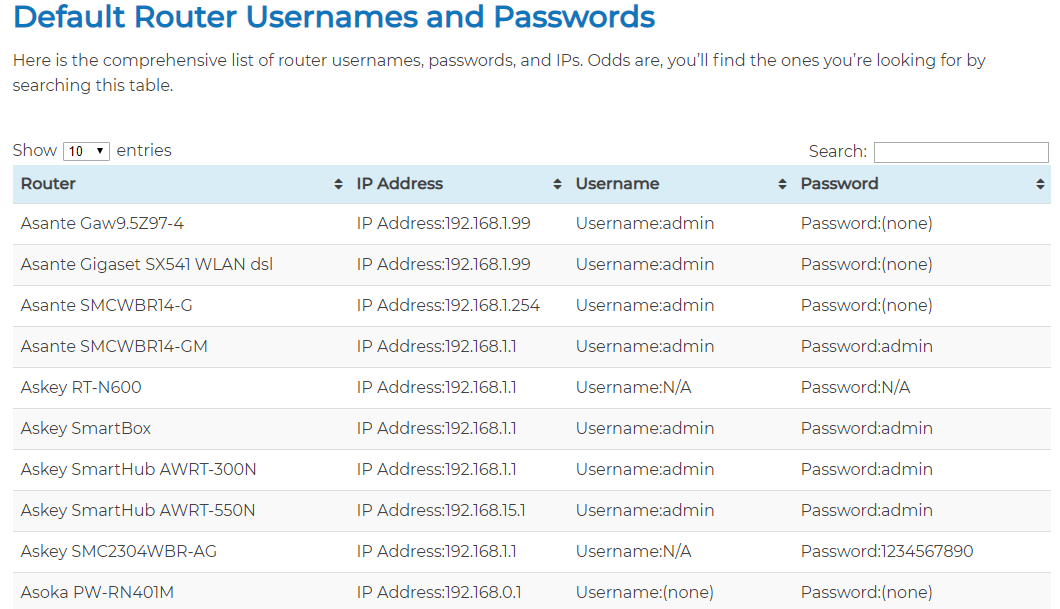 Default Router Usernames and Passwords
Here is the comprehensive list of router usernames, passwords, and IPs. Odds are, you’ll find the ones you’re looking for by
searching this table.
Show 10 entries Search:
Router IP Address Username Password
Asante Gaw9.5Z97-4 IP Address:192.168.1.99 Username:admin Password:(none)
Asante Gigaset SX541 WLAN dsl IP Address:192.168.1.99 Username:admin Password:(none)
Asante SMCWBR14-G IP Address:192.168.1.254 Username:admin Password:(none)
Asante SMCWBR14-GM IP Address:192.168.1.1 Username:admin Password:admin
Askey RT-N600 IP Address:192.168.1.1 Username:N/A Password:N/A
Askey SmartBox IP Address:192.168.1.1 Username:admin Password:admin
Askey SmartHub AWRT-300N IP Address:192.168.1.1 Username:admin Password:admin
Askey SmartHub AWRT-550N IP Address:192.168.15.1 Username:admin Password:admin
Askey SMC2304WBR-AG IP Address:192.168.1.1 Username:N/A Password:1234567890
Asoka PW-RN401M IP Address:192.168.0.1 Username:(none) Password:(none)